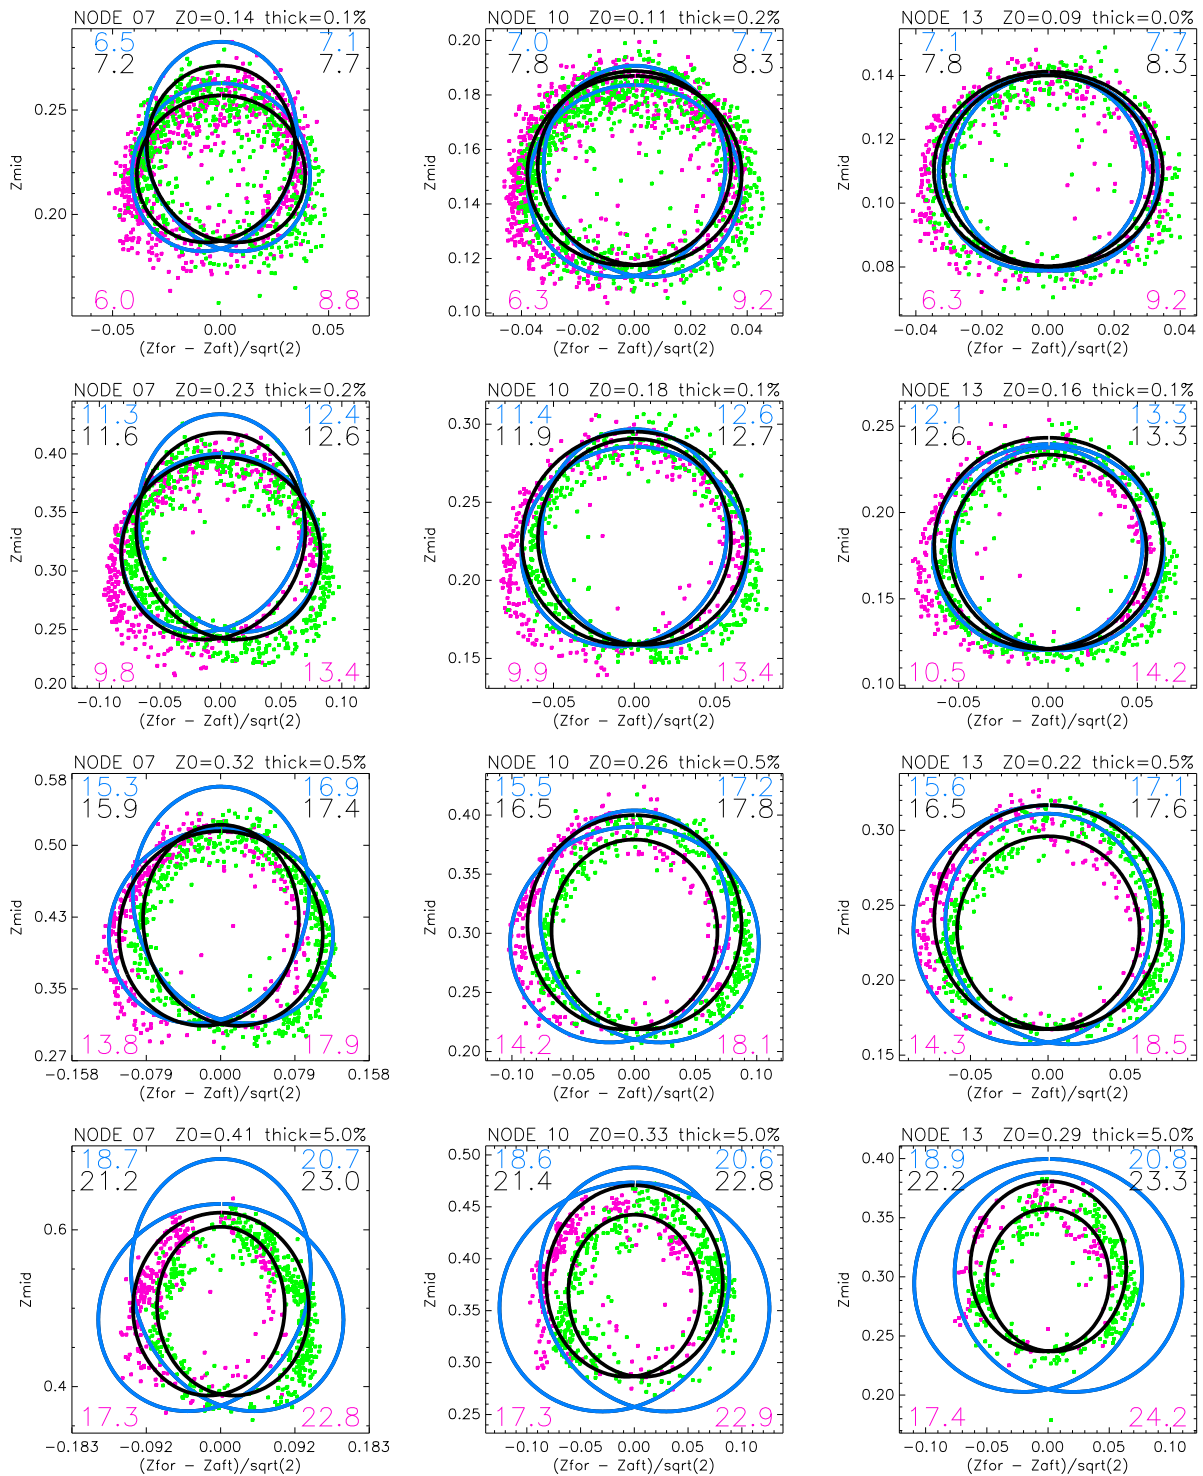 NODE 07 Z0=0.14 thick=0.1%
6.5 7.1
7.2 7.7
0.25
0.20
Zmid
6.0 8.8
−0.05 0.00 0.05
(Zfor − Zaft)/sqrt(2)
NODE 10 Z0=0.11 thick=0.2%
7.0 7.7
7.8 8.3
0.20
0.18
0.16
0.14
0.12
0.10
Zmid
6.3 9.2
−0.04 −0.02 0.00 0.02 0.04
(Zfor − Zaft)/sqrt(2)
NODE 13 Z0=0.09 thick=0.0%
7.1 7.7
7.8 8.3
0.14
0.12
0.10
0.08
Zmid
6.3 9.2
−0.04 −0.02 0.00 0.02 0.04
(Zfor − Zaft)/sqrt(2)
NODE 07 Z0=0.23 thick=0.2%
11.3 12.4
11.6 12.6
0.40
0.35
0.30
0.25
0.20
Zmid
9.8 13.4
−0.10 −0.05 0.00 0.05 0.10
(Zfor − Zaft)/sqrt(2)
NODE 10 Z0=0.18 thick=0.1%
11.4 12.6
11.9 12.7
0.30
0.25
0.20
0.15
Zmid
9.9 13.4
−0.05 0.00 0.05
(Zfor − Zaft)/sqrt(2)
NODE 13 Z0=0.16 thick=0.1%
12.1 13.3
12.6 13.3
0.25
0.20
0.15
0.10
Zmid
10.5 14.2
−0.05 0.00 0.05
(Zfor − Zaft)/sqrt(2)
NODE 07 Z0=0.32 thick=0.5%
15.3 16.9
15.9 17.4
0.58
0.50
0.43
0.35
0.27
Zmid
13.8 17.9
−0.158 −0.079 0.000 0.079 0.158
(Zfor − Zaft)/sqrt(2)
NODE 10 Z0=0.26 thick=0.5%
15.5 17.2
16.5 17.8
0.40
0.35
0.30
0.25
0.20
Zmid
14.2 18.1
−0.10 −0.05 0.00 0.05 0.10
(Zfor − Zaft)/sqrt(2)
NODE 13 Z0=0.22 thick=0.5%
15.6 17.1
16.5 17.6
0.30
0.25
0.20
0.15
Zmid
14.3 18.5
−0.05 0.00 0.05
(Zfor − Zaft)/sqrt(2)
NODE 07 Z0=0.41 thick=5.0%
18.7 20.7
21.2 23.0
0.6
0.4
Zmid
17.3 22.8
−0.183 −0.092 0.000 0.092 0.183
(Zfor − Zaft)/sqrt(2)
NODE 10 Z0=0.33 thick=5.0%
18.6 20.6
21.4 22.8
0.50
0.45
0.40
0.35
0.30
0.25
Zmid
17.3 22.9
−0.10 −0.05 0.00 0.05 0.10
(Zfor − Zaft)/sqrt(2)
NODE 13 Z0=0.29 thick=5.0%
18.9 20.8
22.2 23.3
0.40
0.35
0.30
0.25
0.20
Zmid
17.4 24.2
−0.10 −0.05 0.00 0.05 0.10
(Zfor − Zaft)/sqrt(2)